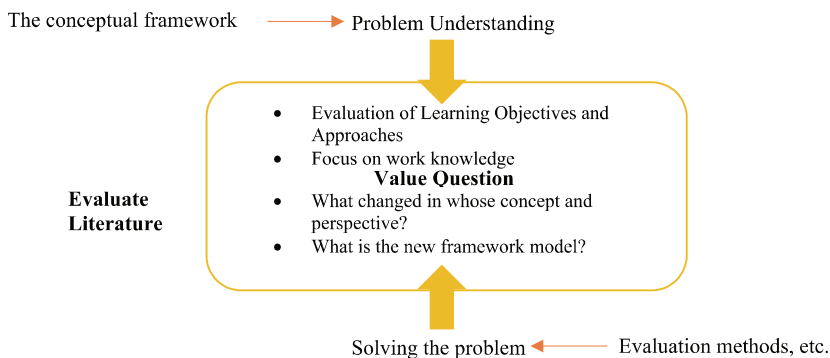 The conceptual framework
Problem Understanding
• Evaluation of Learning Objectives and
Approaches
• Focus on work knowledge
Value Question
Evaluate
Literature
• What changed in whose concept and
perspective?
• What is the new framework model?
Solving the problem
Evaluation methods, etc.